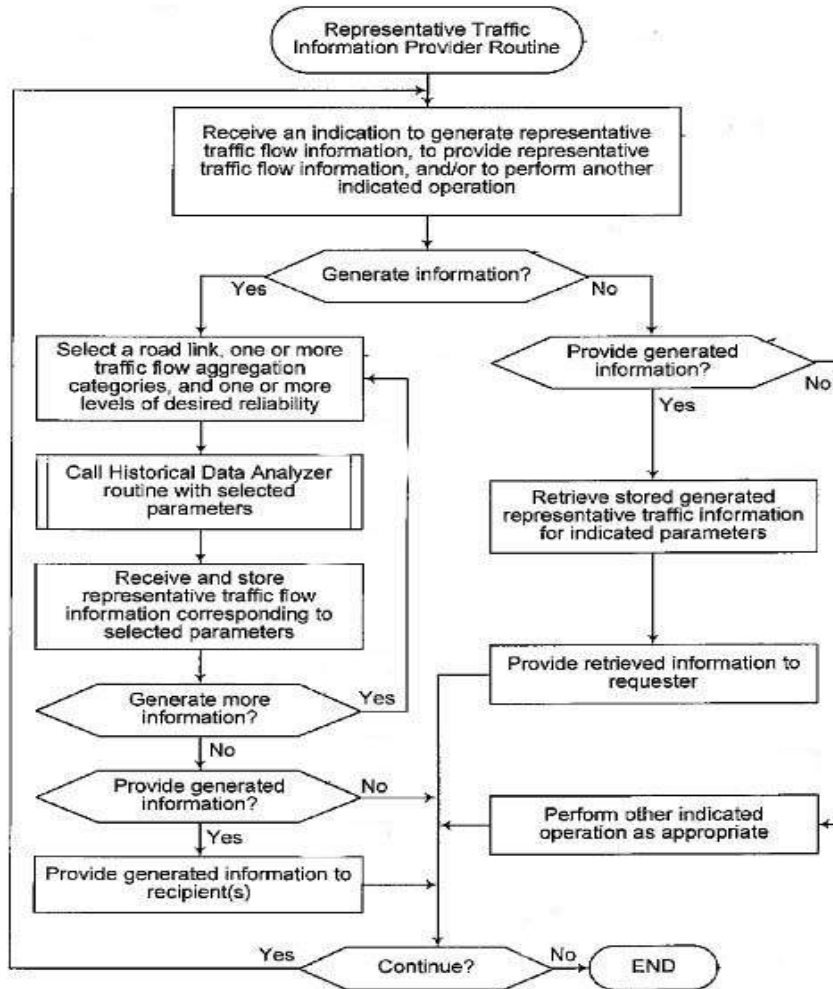 Representative Traffic
Information Provider Routine
Receive an indication to generate representative
traffic flow information, to provide representative
traffic flow information, and/or to perform another
indicated operation
Generate information?
Yes
No
Select a road link, one or more
traffic flow aggregation
categories, and one or more
levels of desired reliability
Provide generated
information?
No
Yes
Call Historical Data Analyzer
routine with selected
parameters
Retrieve stored generated
representative traffic information
for indicated parameters
Receive and store
representative traffic flow
information corresponding to
selected parameters
Provide retrieved information to
requester
Generate more
information?
Yes
No
Provide generated
information?
No
Yes
Perform other indicated
operation as appropriate
Provide generated information to
recipient(s)
Yes
Continue?
No
END